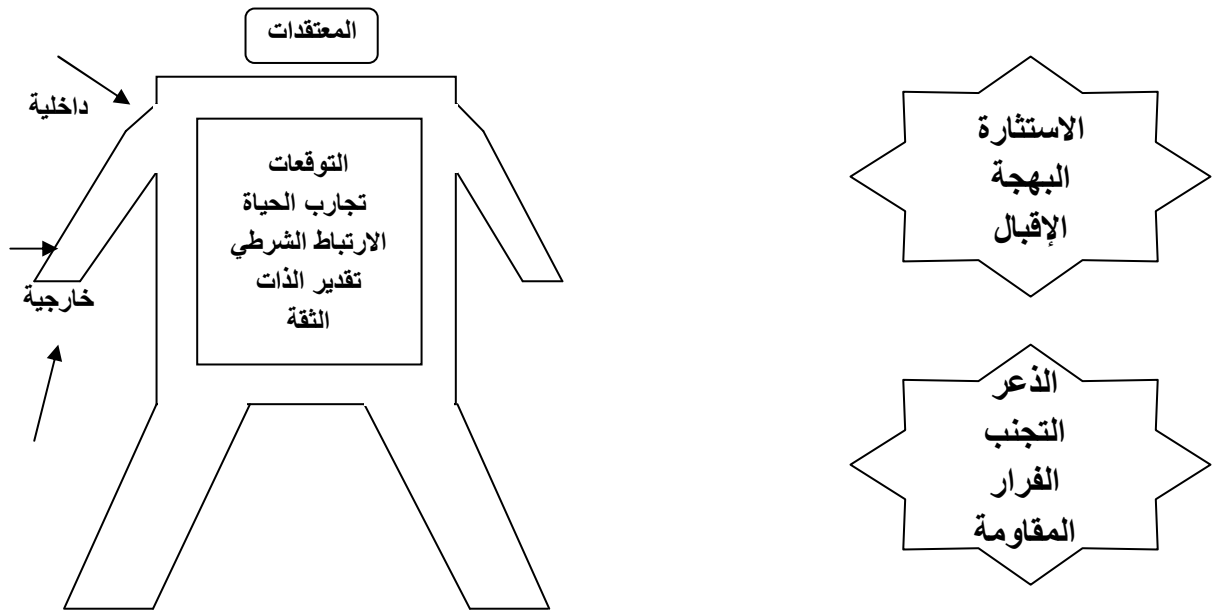 المعتقدات
داخلية
خارجية
التوقعات
تجارب الحياة
الارتباط الشرطي
تقدير الذات
الثقة
الاستثارة
البهجة
الإقبال
الذعر
التجنب
الفرار
المقاومة